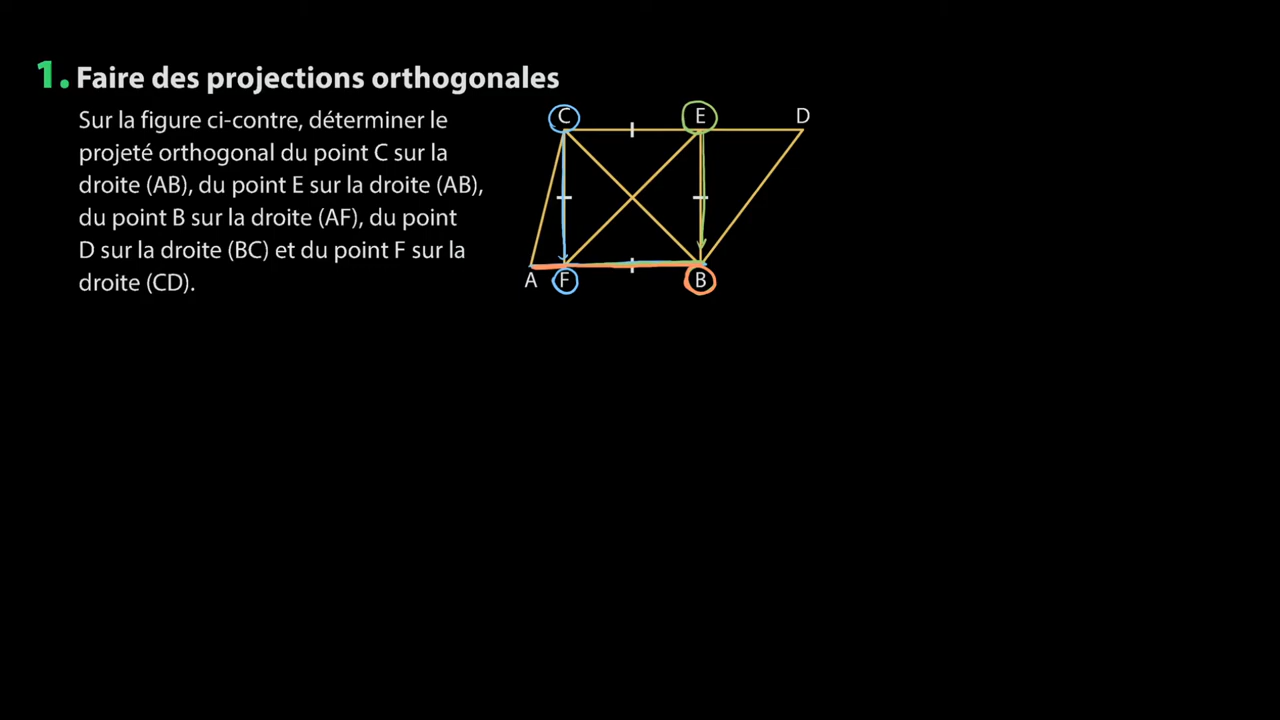 1. Faire des projections orthogonales
Sur la figure ci-contre, déterminer le
projeté orthogonal du point C sur la
droite (AB), du point E sur la droite (AB),
du point B sur la droite (AF), du point
D sur la droite (BC) et du point F sur la
droite (CD).
C E D
A F B